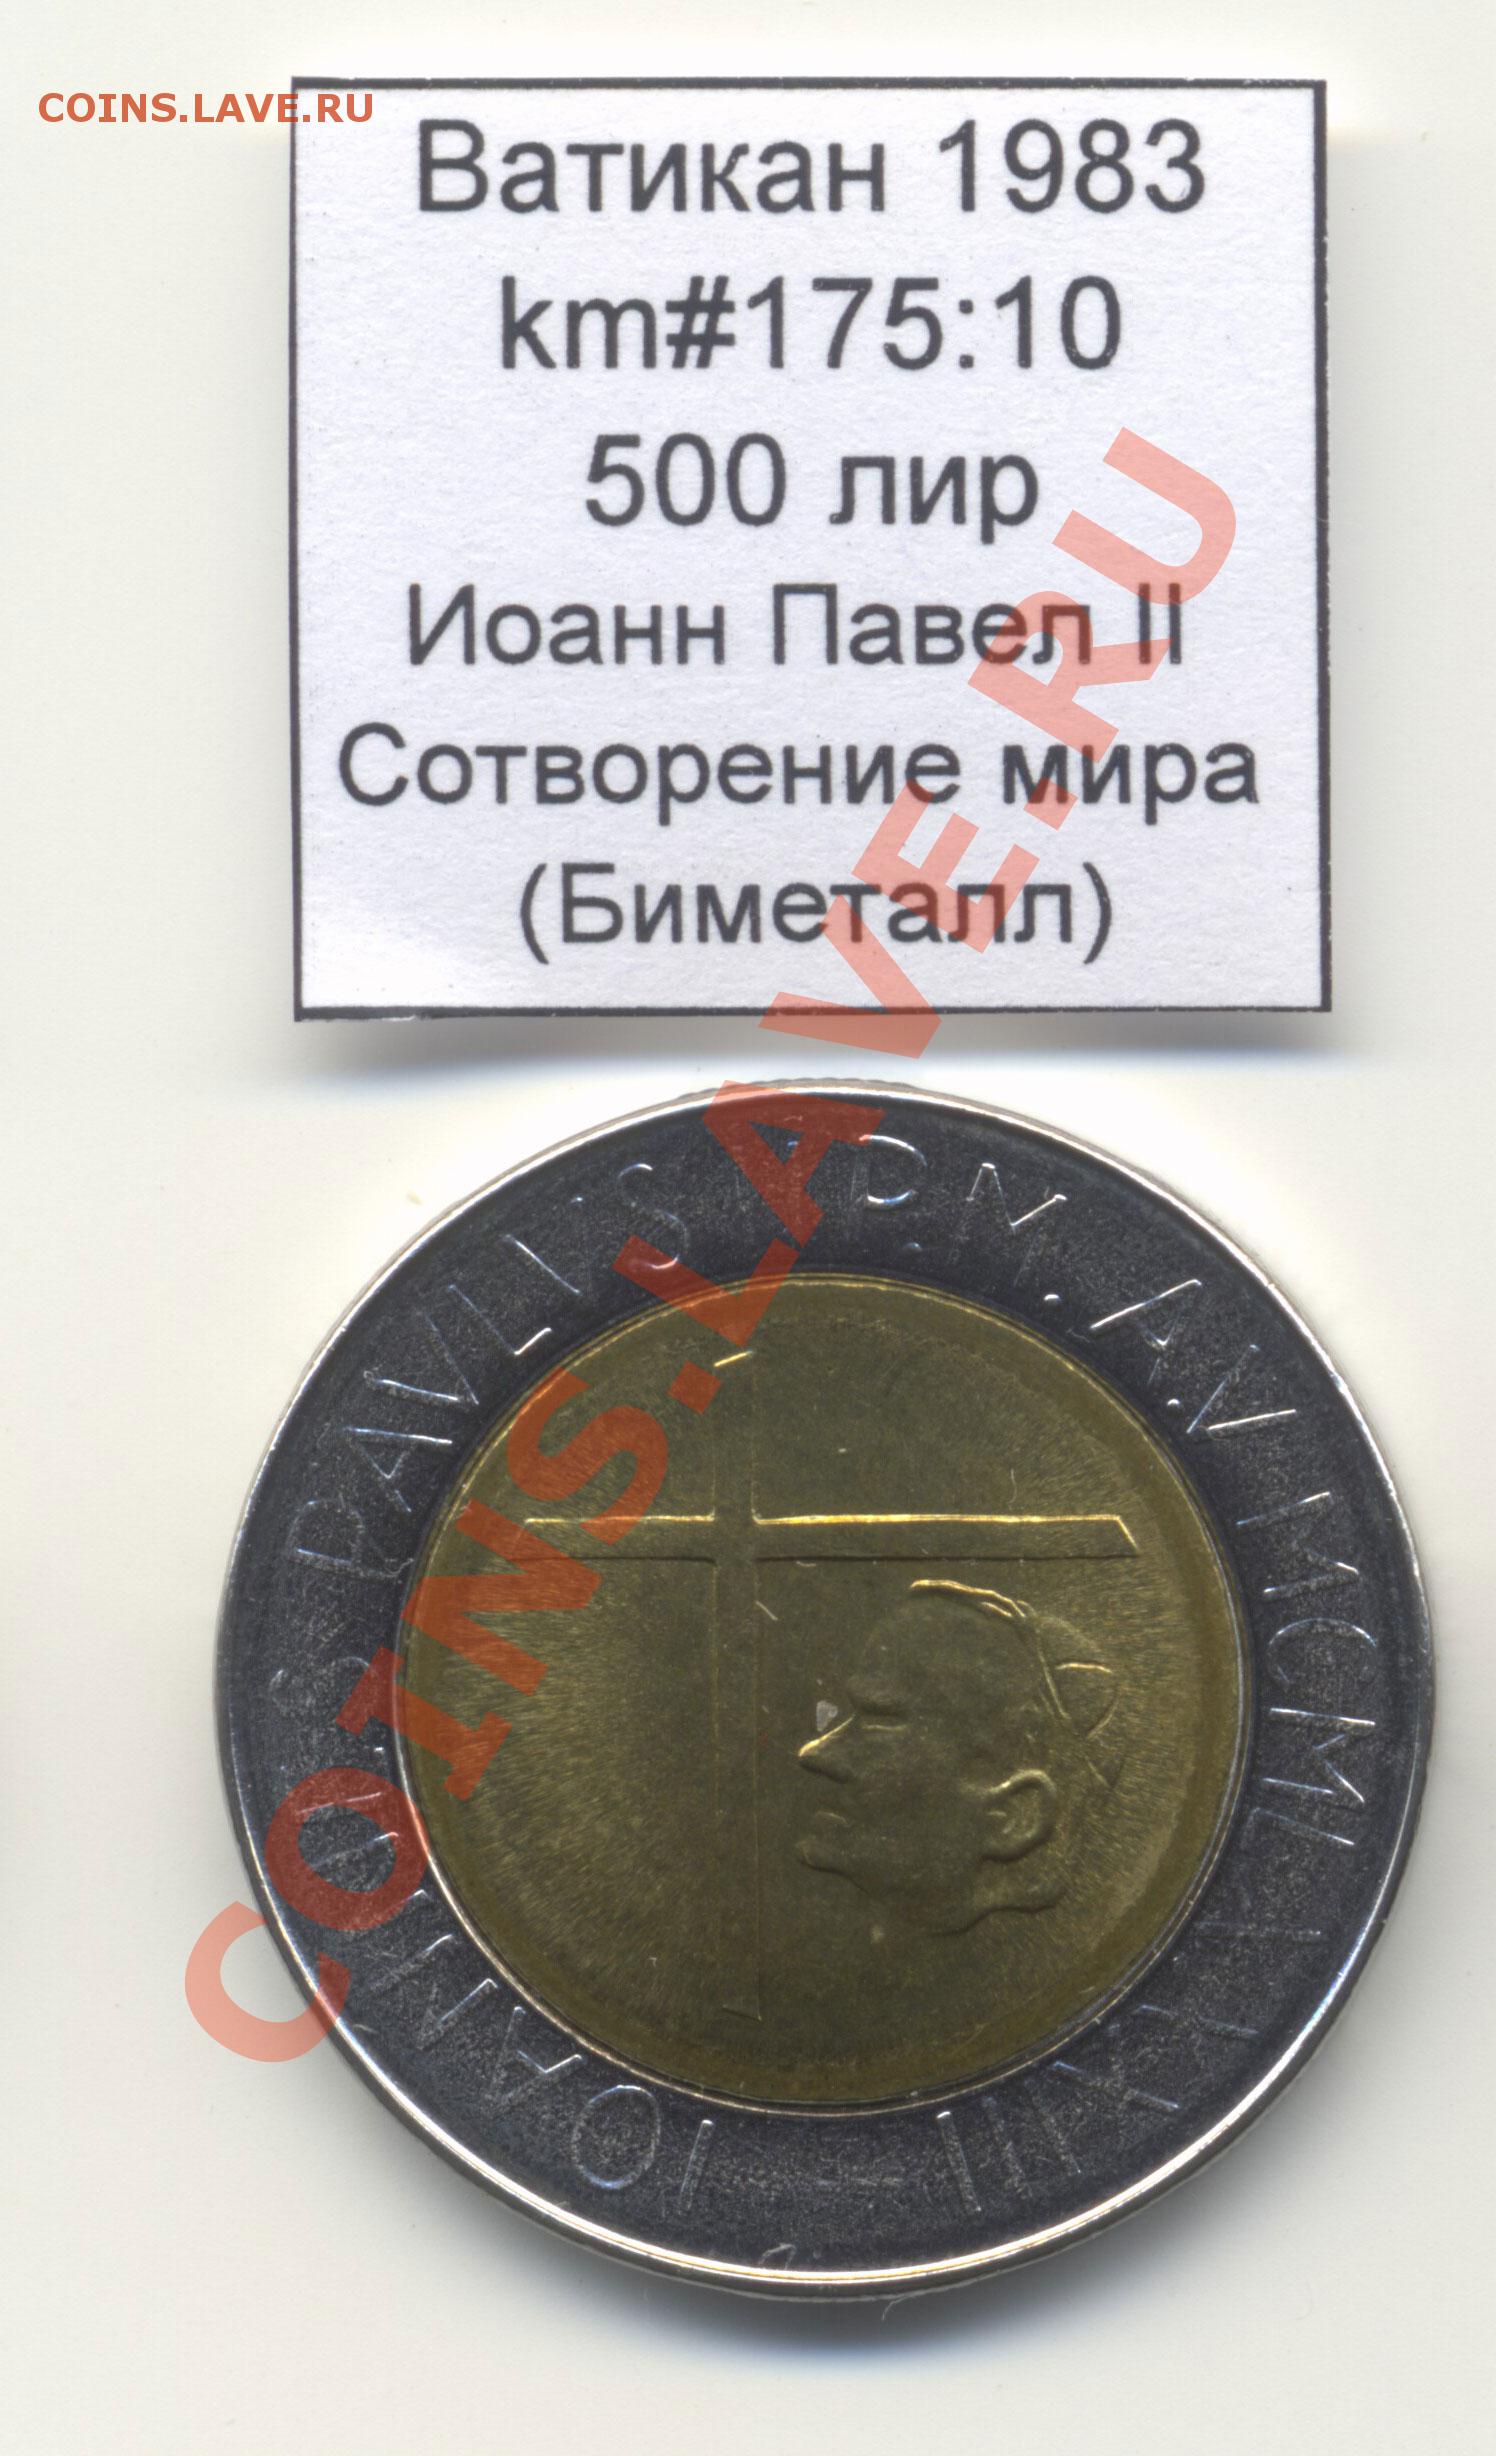 COINS.LAVE.RU
Ватикан 1983
km#175:10
500 лир
Иоанн Павел II
Сотворение мира
(Биметалл)
COINS.LAVE.RU
IOANNES PAVLVS II P.M. A.V MCMLXXXIII